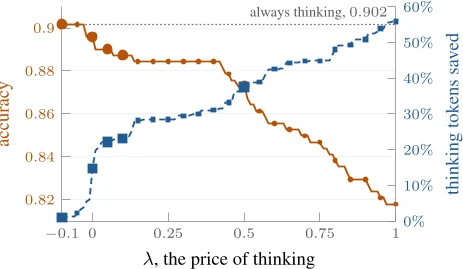 always thinking, 0.902
accuracy
0.9
0.88
0.86
0.84
0.82
60%
50%
40%
30%
20%
10%
0%
thinking tokens saved
−0.1 0 0.25 0.5 0.75 1
λ, the price of thinking